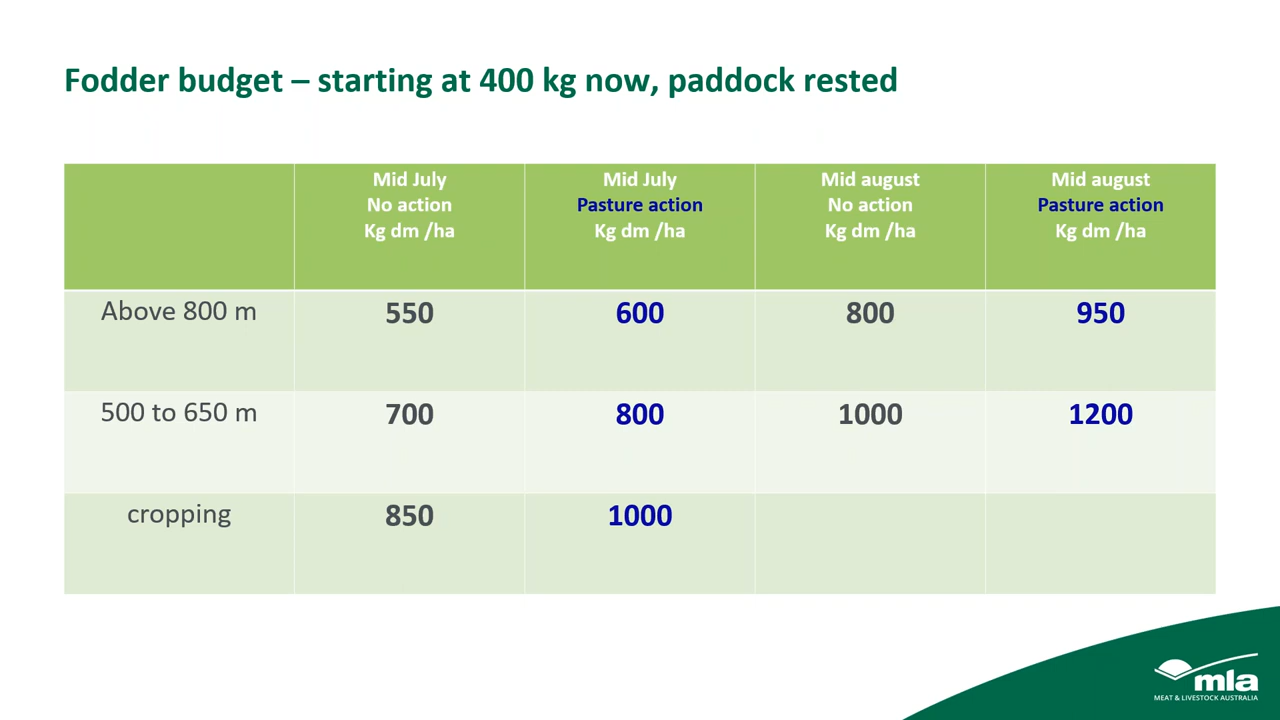 Fodder budget – starting at 400 kg now, paddock rested
Mid July
No action
Kg dm /ha
Mid July
Pasture action
Kg dm /ha
Mid august
No action
Kg dm /ha
Mid august
Pasture action
Kg dm /ha
Above 800 m 550 600 800 950
500 to 650 m 700 800 1000 1200
cropping 850 1000
mla
MEAT & LIVESTOCK AUSTRALIA